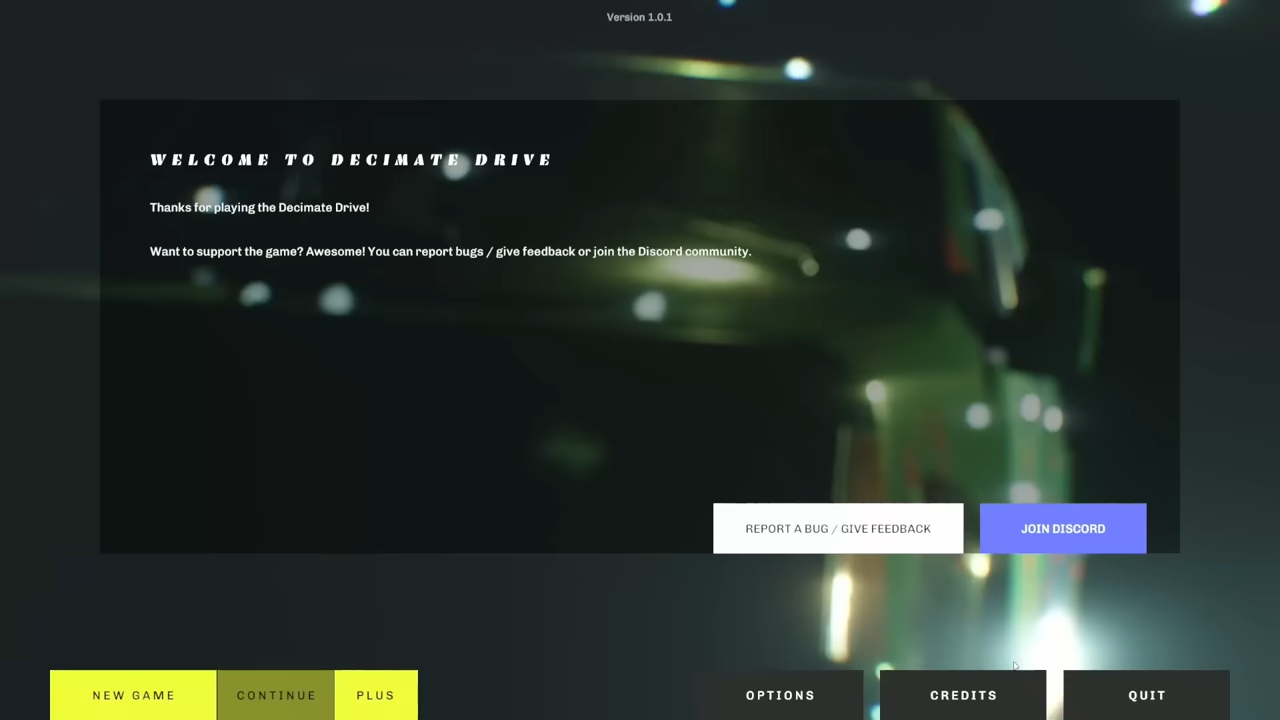 Version 1.0.1
WELCOME TO DECIMATE DRIVE
Thanks for playing the Decimate Drive!
Want to support the game? Awesome! You can report bugs / give feedback or join the Discord community.
REPORT A BUG / GIVE FEEDBACK
JOIN DISCORD
NEW GAME
CONTINUE
PLUS
OPTIONS
CREDITS
QUIT